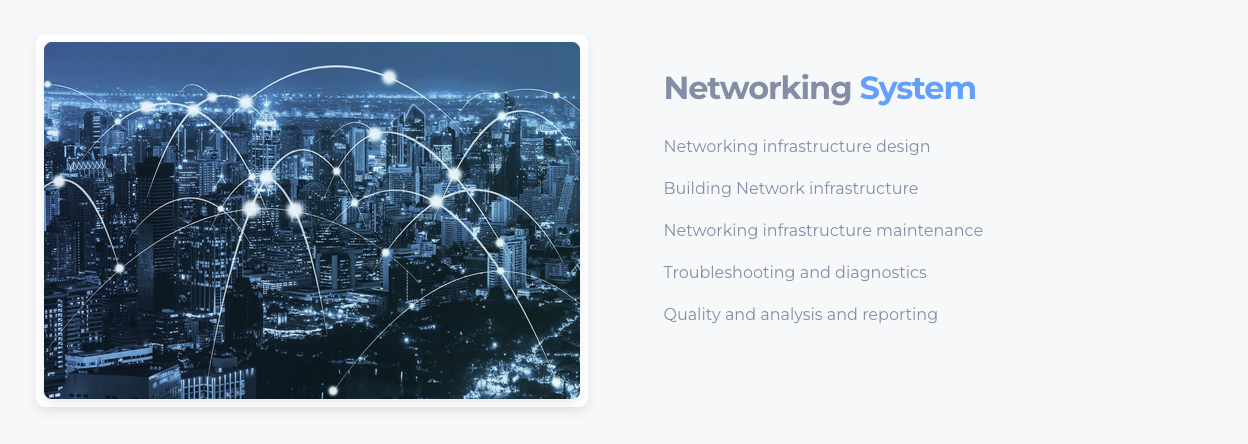 Networking System
Networking infrastructure design
Building Network infrastructure
Networking infrastructure maintenance
Troubleshooting and diagnostics
Quality and analysis and reporting